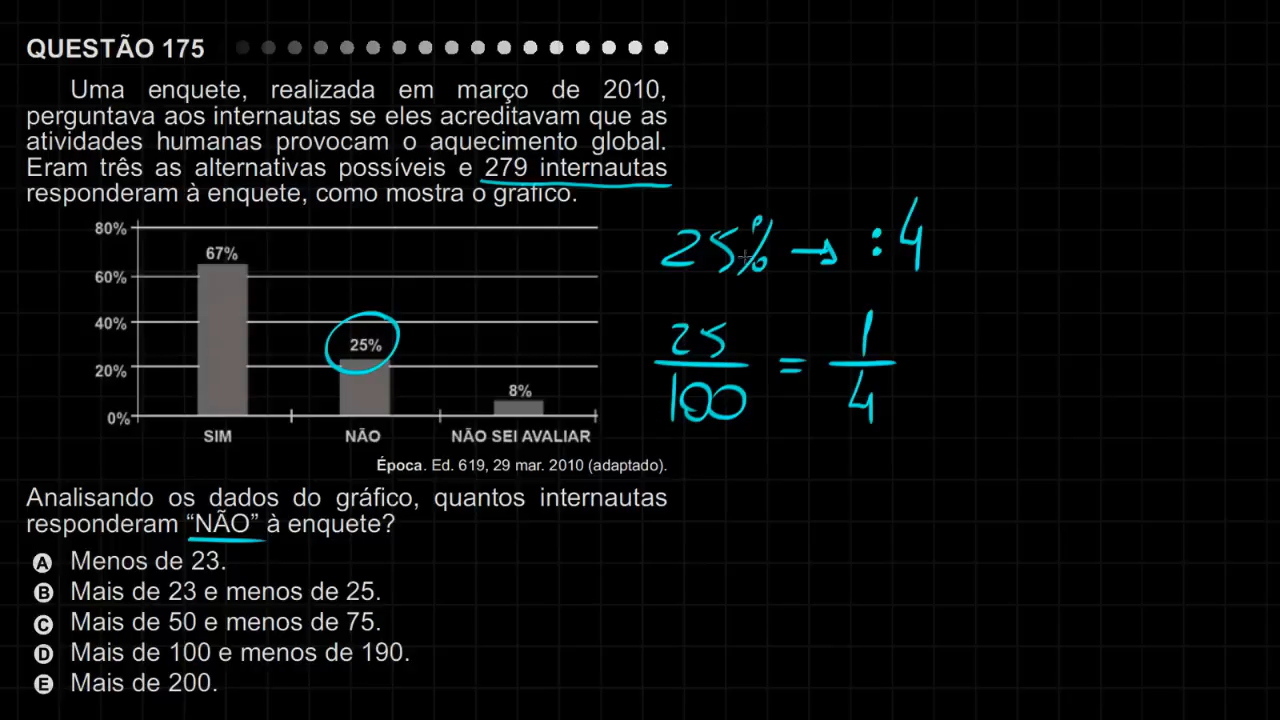 QUESTÃO 175
Uma enquete, realizada em março de 2010,
perguntava aos internautas se eles acreditavam que as
atividades humanas provocam o aquecimento global.
Eram três as alternativas possíveis e 279 internautas
responderam à enquete, como mostra o gráfico.
80%
60%
40%
20%
0%
67%
25%
8%
SIM
NÃO
NÃO SEI AVALIAR
Época. Ed. 619, 29 mar. 2010 (adaptado).
Analisando os dados do gráfico, quantos internautas
responderam “NÃO” à enquete?
A Menos de 23.
B Mais de 23 e menos de 25.
C Mais de 50 e menos de 75.
D Mais de 100 e menos de 190.
E Mais de 200.
25% → :4
25/100 = 1/4